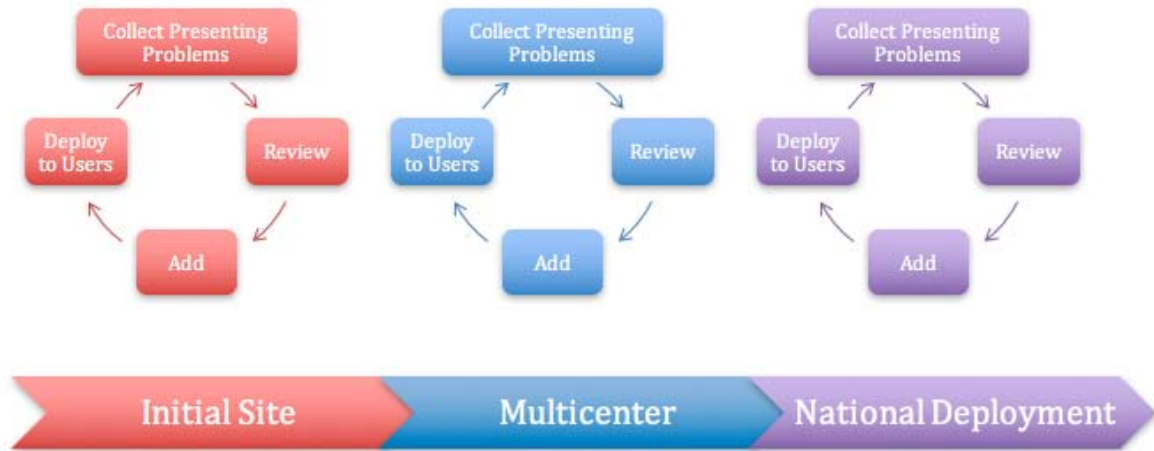 Collect Presenting
Problems
Deploy
to Users
Review
Add
Collect Presenting
Problems
Deploy
to Users
Review
Add
Collect Presenting
Problems
Deploy
to Users
Review
Add
Initial Site
Multicenter
National Deployment